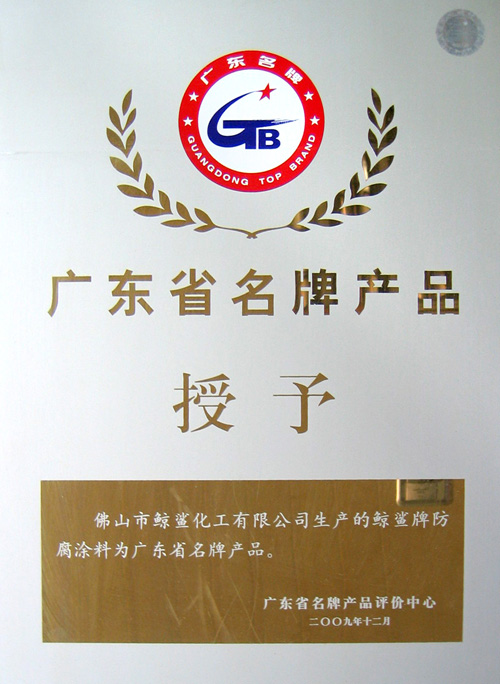 广东名牌
GTB
GUANGDONG TOP BRAND
广东省名牌产品
授予
佛山市鲸鲨化工有限公司生产的鲸鲨牌防
腐涂料为广东省名牌产品。
广东省名牌产品评价中心
二〇〇九年十二月